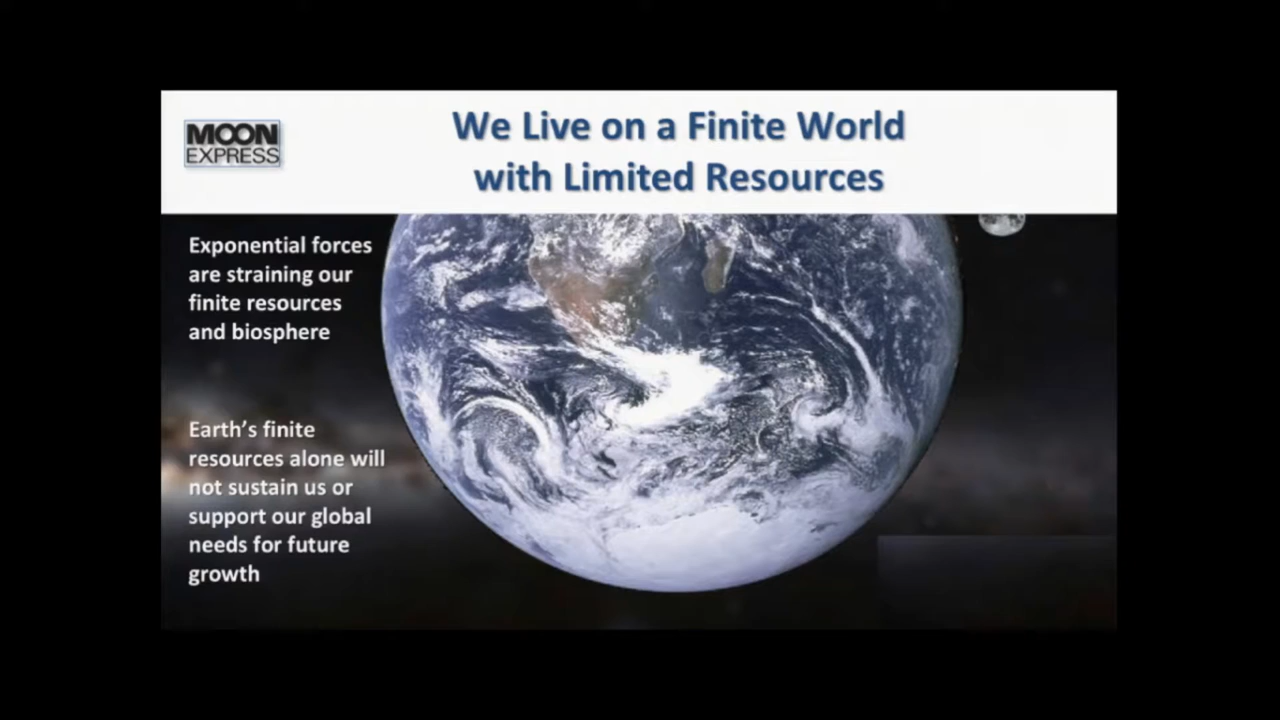 MOON
EXPRESS
We Live on a Finite World
with Limited Resources
Exponential forces
are straining our
finite resources
and biosphere
Earth’s finite
resources alone will
not sustain us or
support our global
needs for future
growth